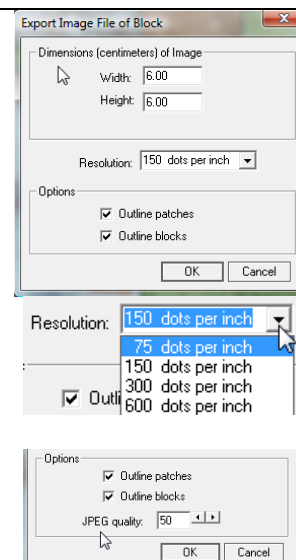 Export Image File of Block
x
Dimensions (centimeters) of Image
Width: 6.00
Height: 6.00
Resolution: 150 dots per inch
Options
Outline patches
Outline blocks
OK Cancel
Resolution: 150 dots per inch
75 dots per inch
150 dots per inch
300 dots per inch
600 dots per inch
Outli
Options
Outline patches
Outline blocks
JPEG quality: 50
OK Cancel